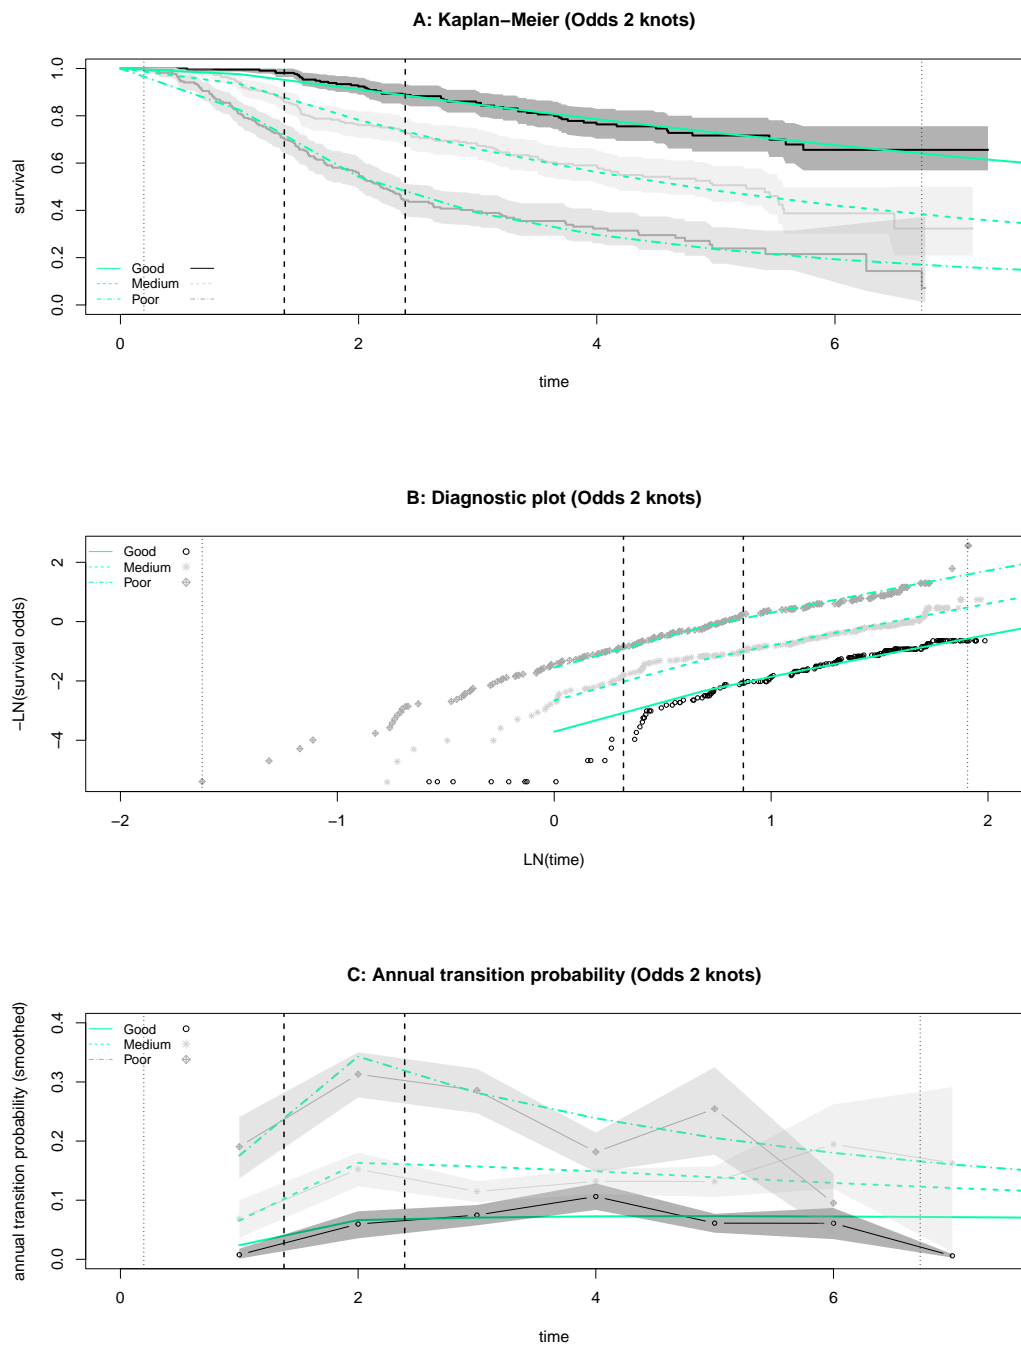 A: Kaplan−Meier (Odds 2 knots)
survival
1.0
0.8
0.6
0.4
0.2
0.0
Good
Medium
Poor
0 2 4 6
time
B: Diagnostic plot (Odds 2 knots)
−LN(survival odds)
2
0
−2
−4
Good
Medium
Poor
−2 −1 0 1 2
LN(time)
C: Annual transition probability (Odds 2 knots)
annual transition probability (smoothed)
0.4
0.3
0.2
0.1
0.0
Good
Medium
Poor
0 2 4 6
time